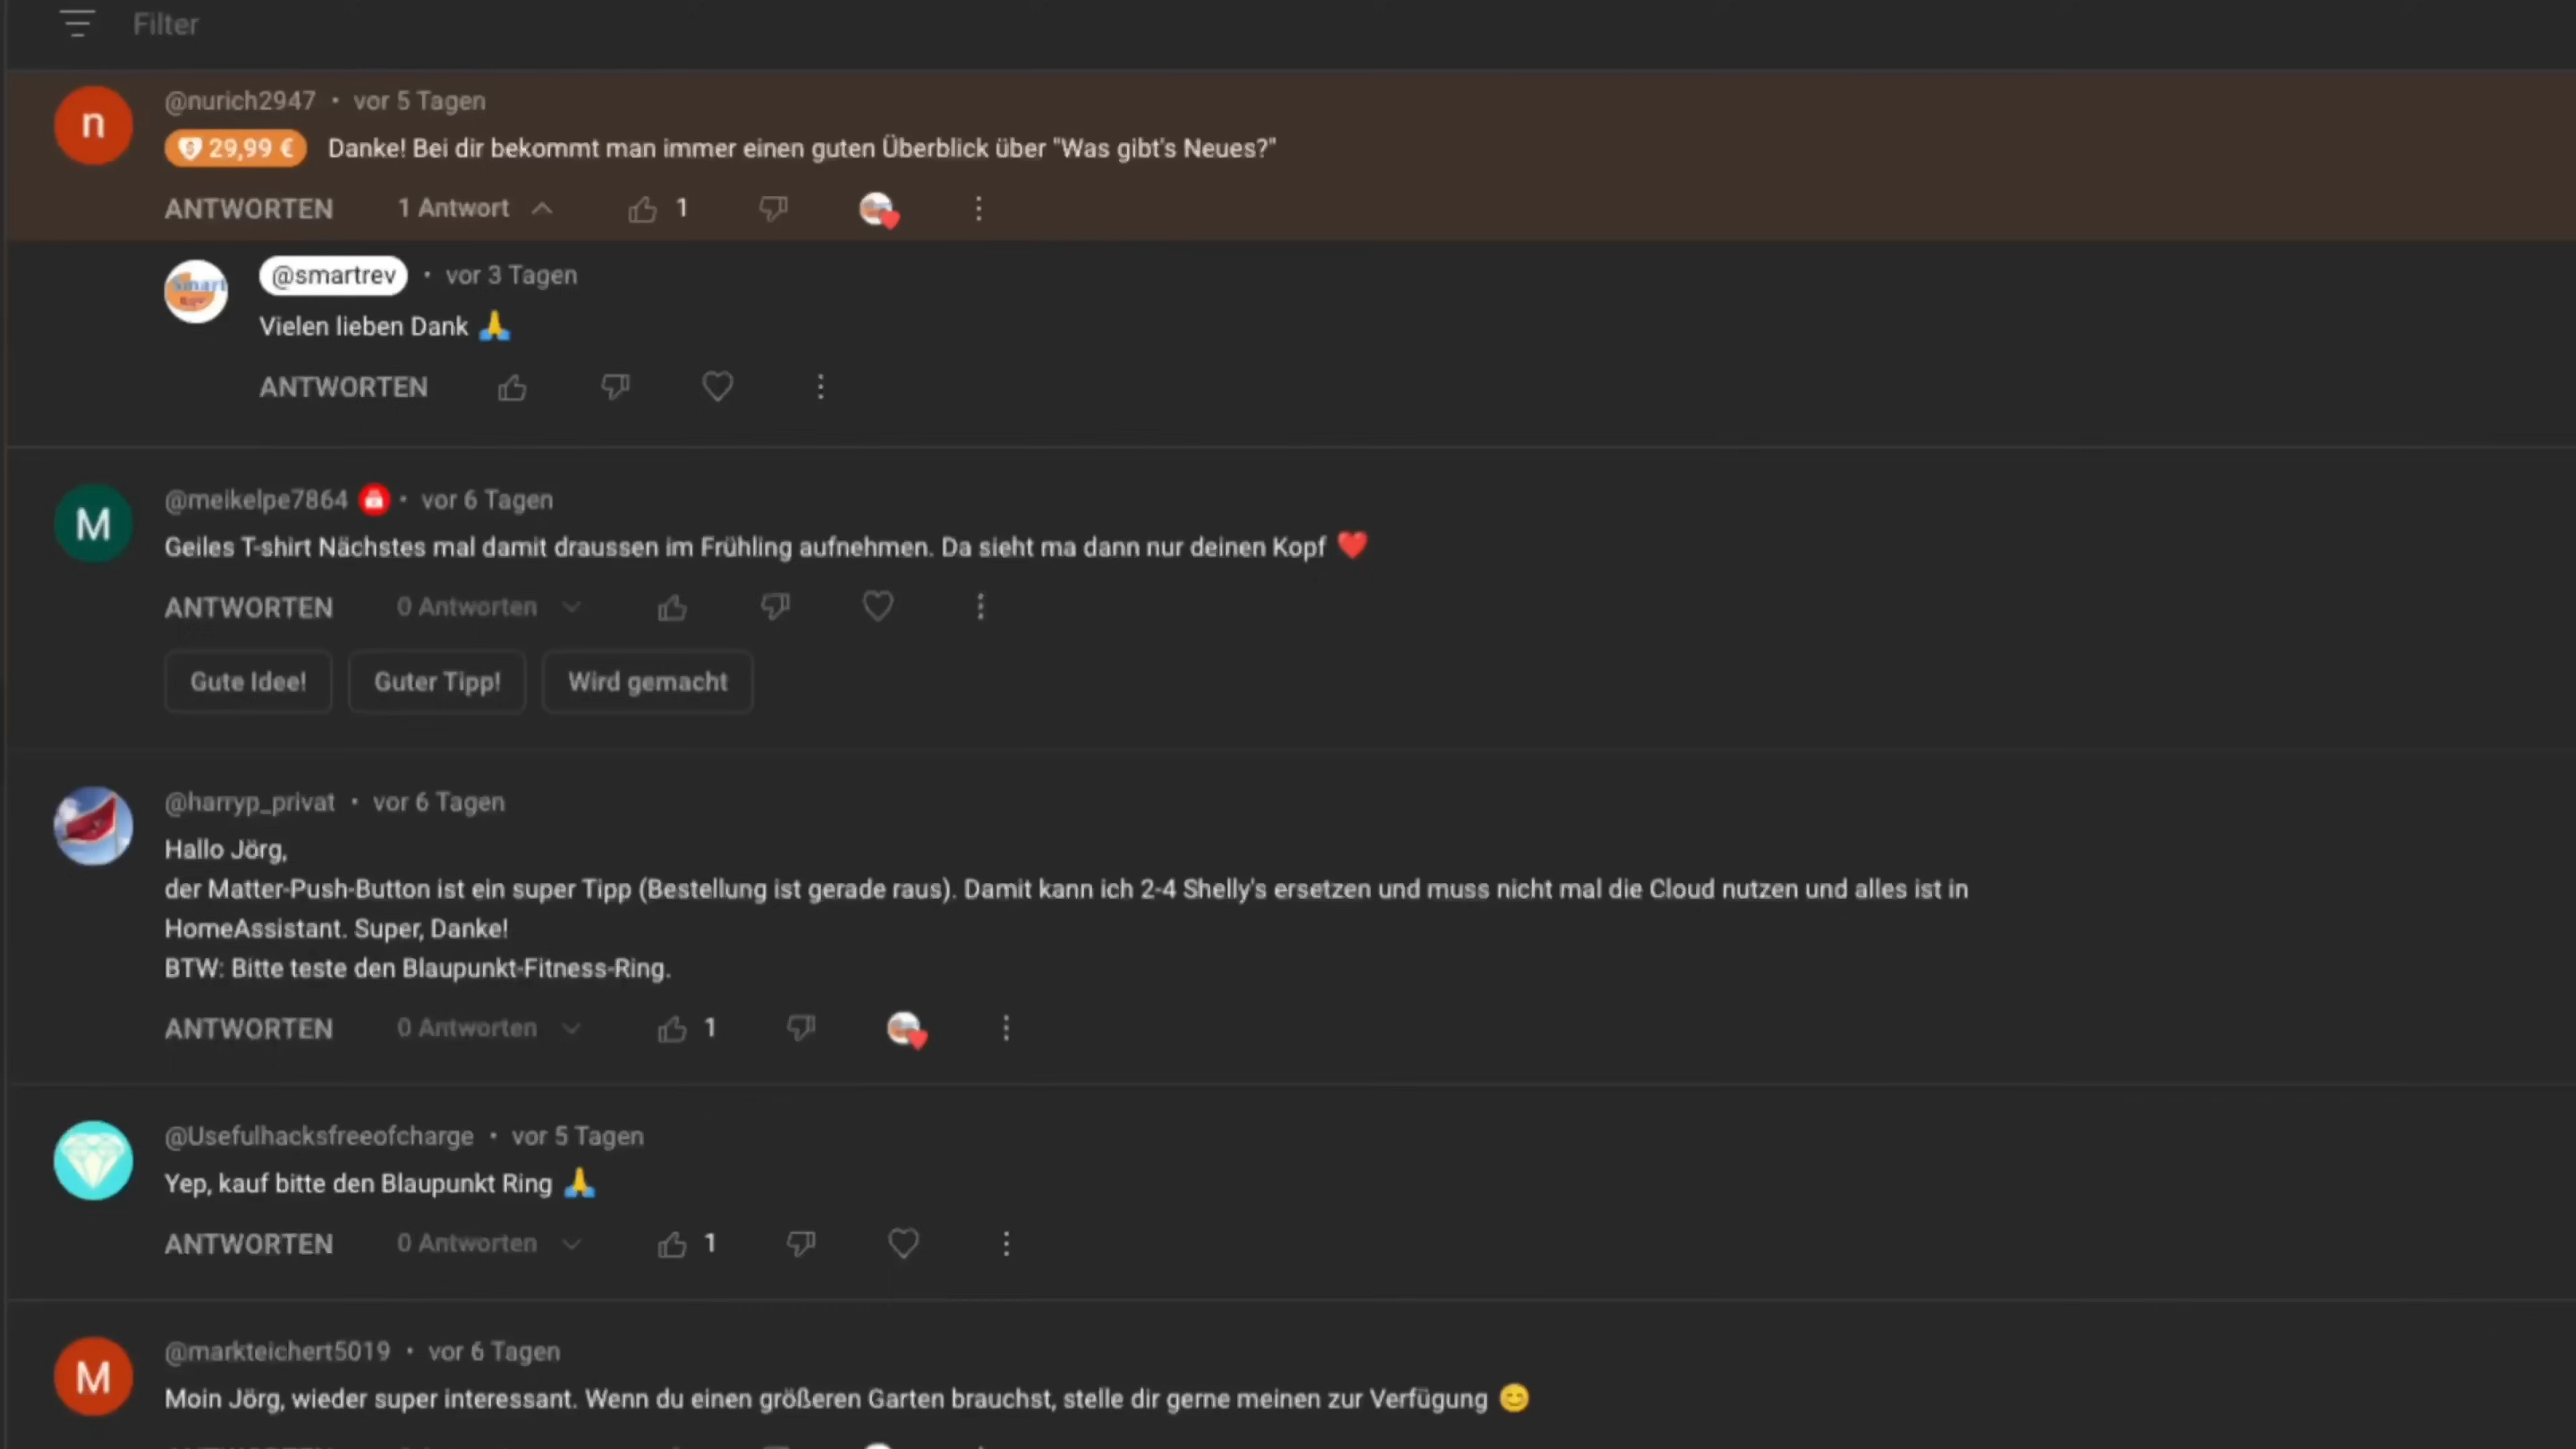 Filter
@nurich2947 • vor 5 Tagen
29,99 € Danke! Bei dir bekommt man immer einen guten Überblick über "Was gibt's Neues?"
ANTWORTEN 1 Antwort 1
@smartrev • vor 3 Tagen
Vielen lieben Dank 🙏
ANTWORTEN
M @meikelpe7864 • vor 6 Tagen
Geiles T-shirt Nächstes mal damit draussen im Frühling aufnehmen. Da sieht ma dann nur deinen Kopf ❤️
ANTWORTEN 0 Antworten
Gute Idee! Guter Tipp! Wird gemacht
@harryp_privat • vor 6 Tagen
Hallo Jörg,
der Matter-Push-Button ist ein super Tipp (Bestellung ist gerade raus). Damit kann ich 2-4 Shelly's ersetzen und muss nicht mal die Cloud nutzen und alles ist in
HomeAssistant. Super, Danke!
BTW: Bitte teste den Blaupunkt-Fitness-Ring.
ANTWORTEN 0 Antworten 1
@Usefulhacksfreeofcharge • vor 5 Tagen
Yep, kauf bitte den Blaupunkt Ring 🙏
ANTWORTEN 0 Antworten 1
M @markteichert5019 • vor 6 Tagen
Moin Jörg, wieder super interessant. Wenn du einen größeren Garten brauchst, stelle dir gerne meinen zur Verfügung 😊